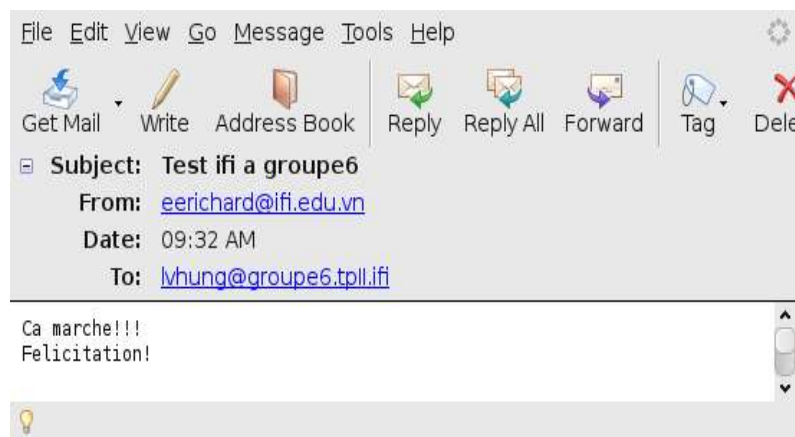 File Edit View Go Message Tools Help
Get Mail Write Address Book Reply Reply All Forward Tag Dele
Subject: Test ifi a groupe6
From: eerichard@ifi.edu.vn
Date: 09:32 AM
To: lvhung@groupe6.tpll.ifi
Ca marche!!!
Felicitation!